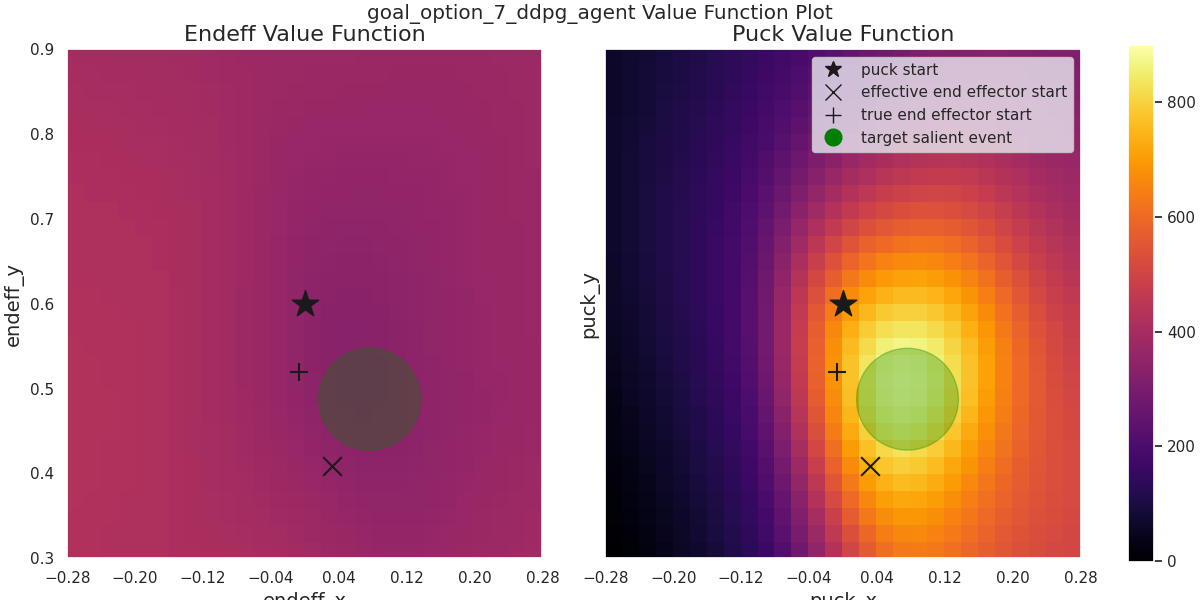 goal_option_7_ddpg_agent Value Function Plot
Endeff Value Function
Puck Value Function
0.9
0.8
0.7
0.6
0.5
0.4
0.3
endeff_y
−0.28 −0.20 −0.12 −0.04 0.04 0.12 0.20 0.28
endeff_x
puck_y
puck start
effective end effector start
true end effector start
target salient event
−0.28 −0.20 −0.12 −0.04 0.04 0.12 0.20 0.28
puck_x
800
600
400
200
0